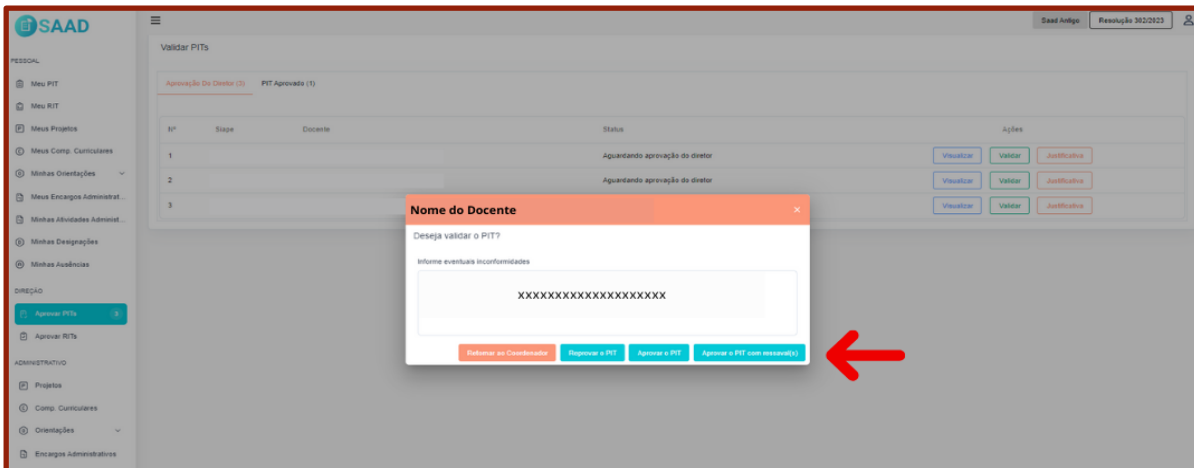 SAAD
Saad Antigo
Resolução 302/2023
Validar PITs
PESSOAL
Meu PIT
Meu RIT
Meus Projetos
Meus Comp. Curriculares
Minhas Orientações
Meus Encargos Administrat...
Minhas Atividades Administ...
Minhas Designações
Minhas Ausências
DIREÇÃO
Aprovar PITs 3
Aprovar RITs
ADMINISTRATIVO
Projetos
Comp. Curriculares
Orientações
Encargos Administrativos
Aprovação Do Diretor (3) PIT Aprovado (1)
Nº Siape Docente Status Ações
1 Aguardando aprovação do diretor Visualizar Validar Justificativa
2 Aguardando aprovação do diretor Visualizar Validar Justificativa
3 Visualizar Validar Justificativa
Nome do Docente ×
Deseja validar o PIT?
Informe eventuais inconformidades
XXXXXXXXXXXXXXXXXXXX
Retornar ao Coordenador Reprovar o PIT Aprovar o PIT Aprovar o PIT com ressaval(s)